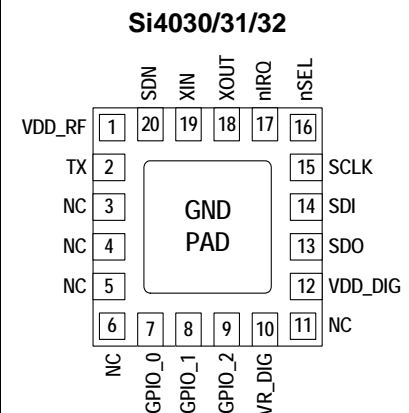 Si4030/31/32
SDN
XIN
XOUT
nIRQ
nSEL
VDD_RF 1 20 19 18 17 16
TX 2 15 SCLK
NC 3 GND 14 SDI
NC 4 PAD 13 SDO
NC 5 12 VDD_DIG
6 7 8 9 10 11 NC
NC
GPIO_0
GPIO_1
GPIO_2
VR_DIG